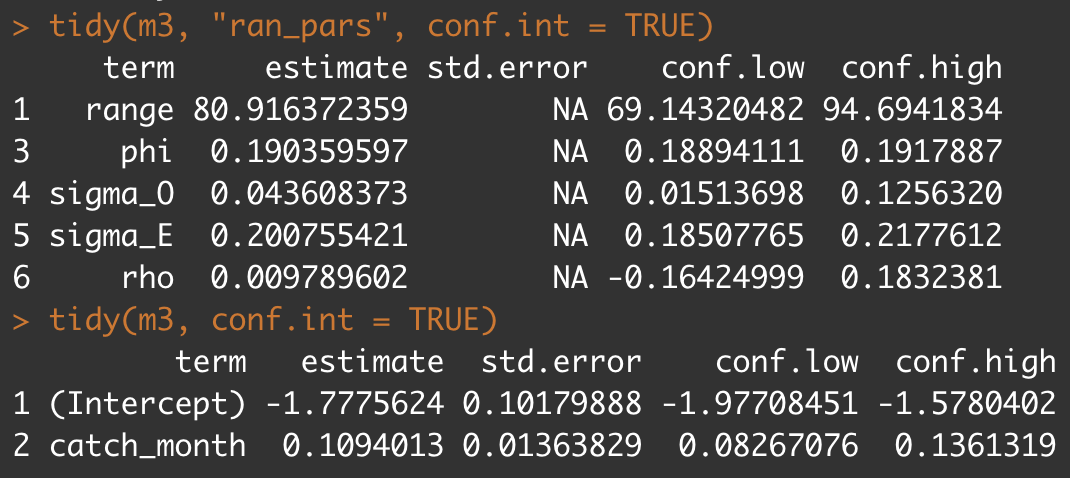 > tidy(m3, "ran_pars", conf.int = TRUE)
term estimate std.error conf.low conf.high
1 range 80.916372359 NA 69.14320482 94.6941834
3 phi 0.190359597 NA 0.18894111 0.1917887
4 sigma_O 0.043608373 NA 0.01513698 0.1256320
5 sigma_E 0.200755421 NA 0.18507765 0.2177612
6 rho 0.009789602 NA -0.16424999 0.1832381
> tidy(m3, conf.int = TRUE)
term estimate std.error conf.low conf.high
1 (Intercept) -1.7775624 0.10179888 -1.97708451 -1.5780402
2 catch_month 0.1094013 0.01363829 0.08267076 0.1361319